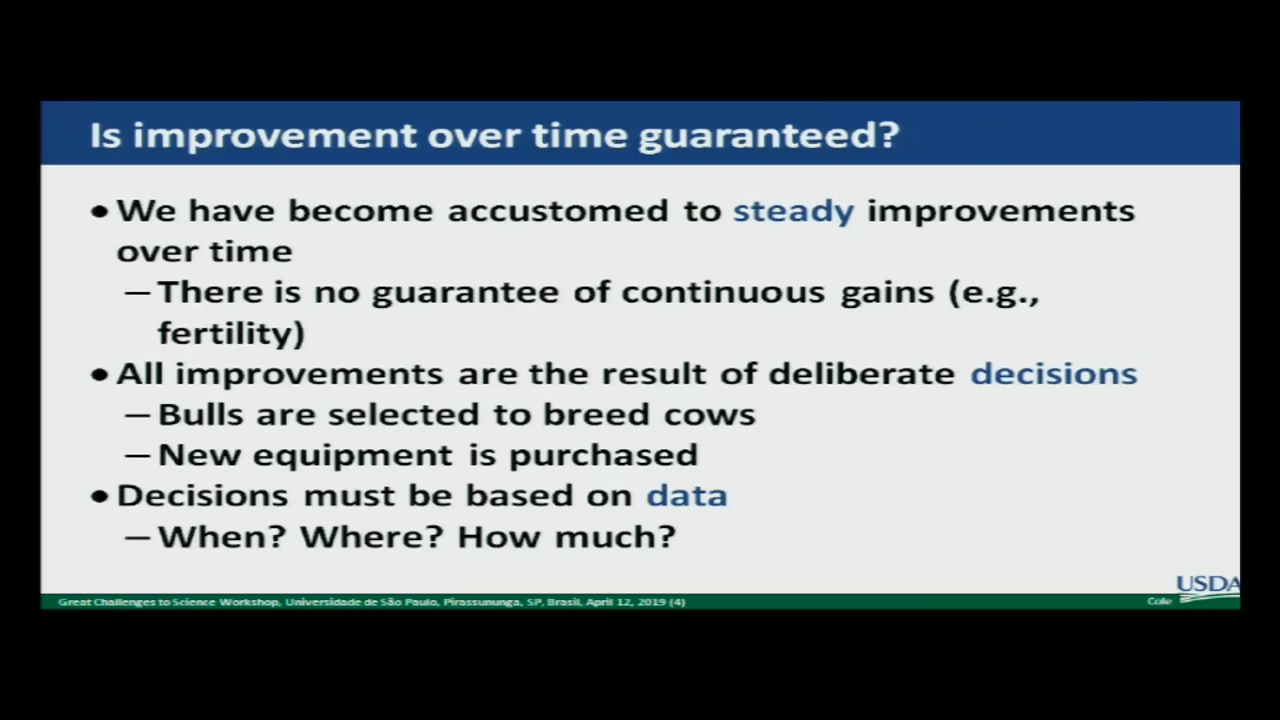 Is improvement over time guaranteed?
• We have become accustomed to steady improvements
over time
– There is no guarantee of continuous gains (e.g.,
fertility)
• All improvements are the result of deliberate decisions
– Bulls are selected to breed cows
– New equipment is purchased
• Decisions must be based on data
– When? Where? How much?
USDA
Great Challenges to Science Workshop, Universidade de São Paulo, Pirassununga, SP, Brasil, April 12, 2019 (4)
Cole